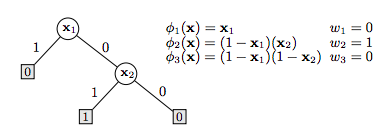 x₁
1
0
0
x₂
1
0
1
0
ϕ₁(x) = x₁ w₁ = 0
ϕ₂(x) = (1 − x₁)(x₂) w₂ = 1
ϕ₃(x) = (1 − x₁)(1 − x₂) w₃ = 0